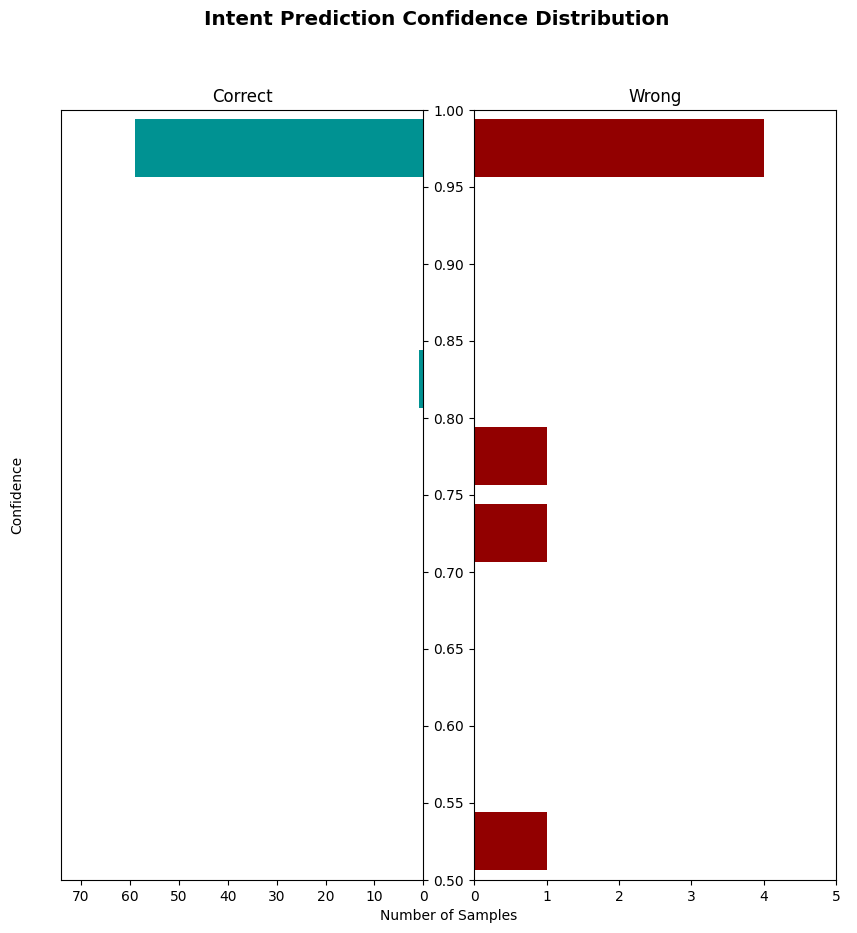 Intent Prediction Confidence Distribution
Correct
Wrong
1.00
0.95
0.90
0.85
0.80
0.75
0.70
0.65
0.60
0.55
0.50
Confidence
70 60 50 40 30 20 10 0
0 1 2 3 4 5
Number of Samples